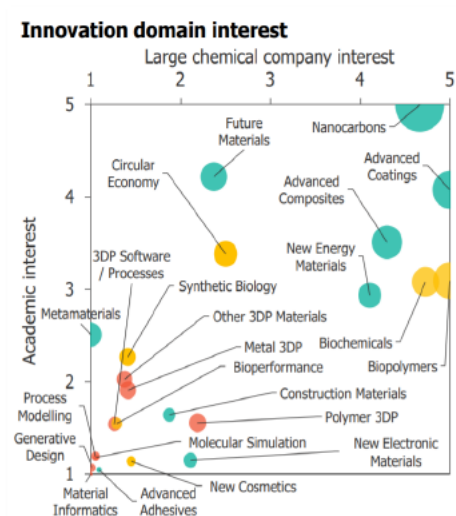 Innovation domain interest
Large chemical company interest
1 2 3 4 5
5
Future
Materials
Nanocarbons
Circular
Economy
Advanced
Coatings
4
Advanced
Composites
3DP Software
/ Processes
New Energy
Materials
3
Synthetic Biology
Metamaterials
Other 3DP Materials
Academic interest
Metal 3DP
Biochemicals
Bioperformance
Biopolymers
2
Process
Modelling
Construction Materials
Polymer 3DP
Generative
Design
Molecular Simulation
New Electronic
Materials
1
New Cosmetics
Material
Informatics
Advanced
Adhesives